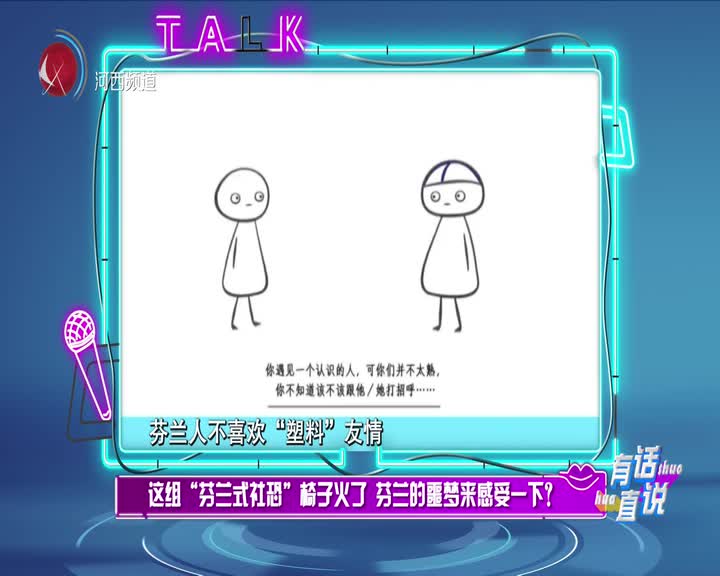 TALK
河西频道
你遇见一个认识的人，可你们并不太熟，
你不知道该不该跟他/她打招呼……
芬兰人不喜欢“塑料”友情
这组“芬兰式社恐”椅子火了 芬兰的噩梦来感受一下？
有话 shuo
hua 直说